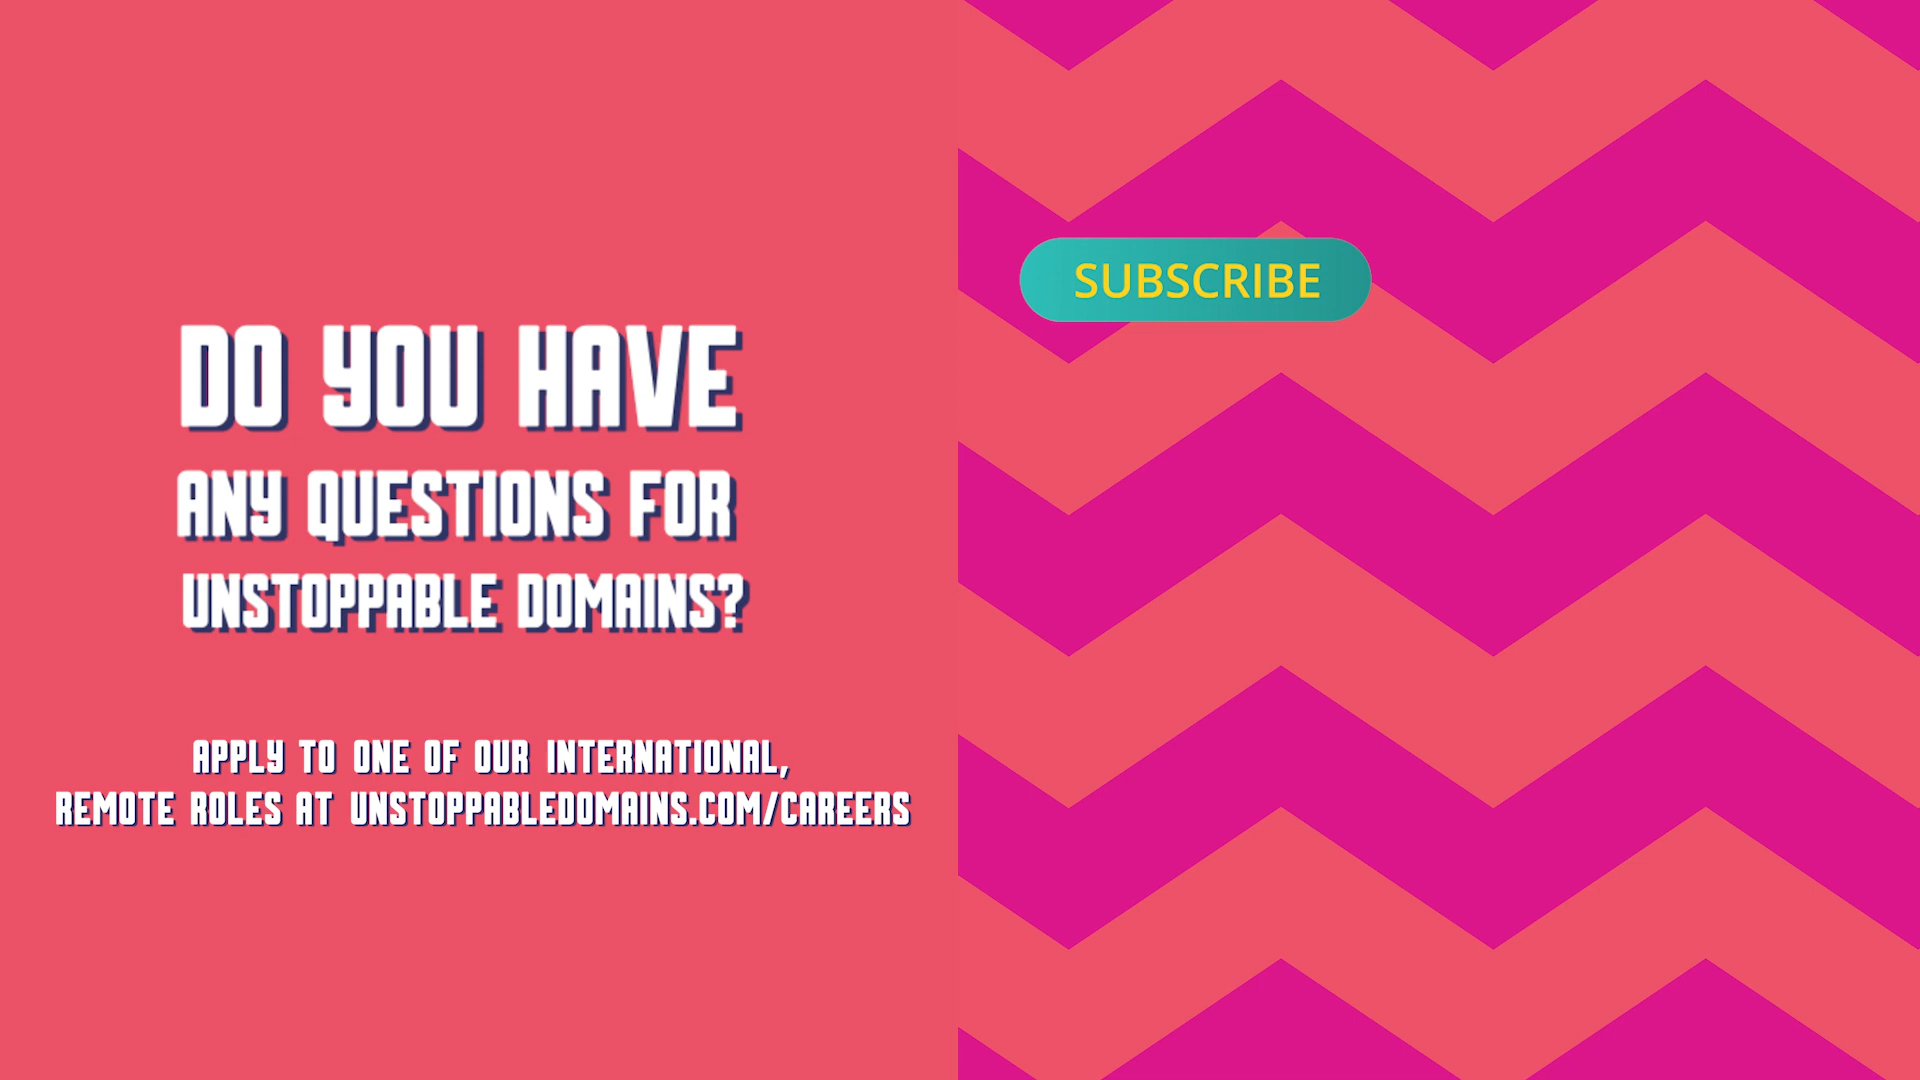 DO YOU HAVE
ANY QUESTIONS FOR
UNSTOPPABLE DOMAINS?
APPLY TO ONE OF OUR INTERNATIONAL,
REMOTE ROLES AT UNSTOPPABLEDOMAINS.COM/CAREERS
SUBSCRIBE